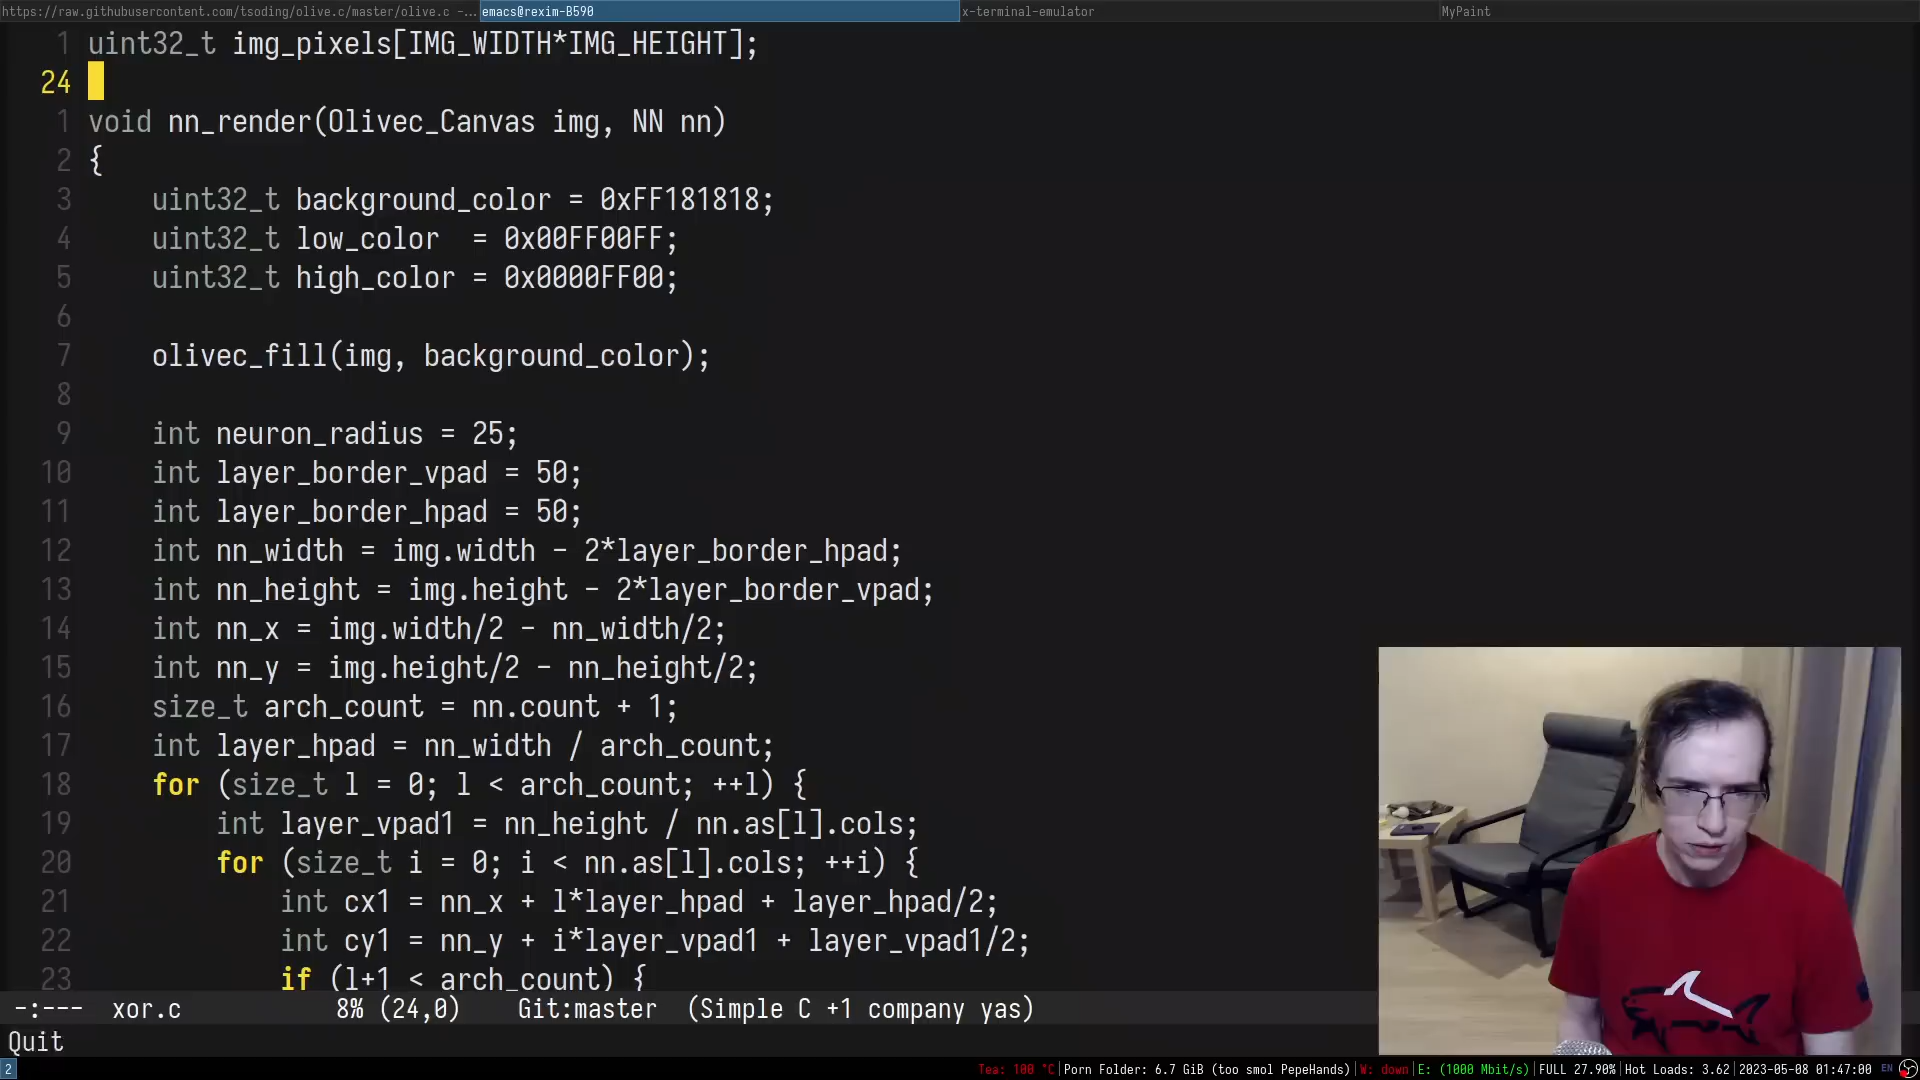 https://raw.githubusercontent.com/tsoding/olive.c/master/olive.c -... emacs@rexim-B590 x-terminal-emulator MyPaint
1 uint32_t img_pixels[IMG_WIDTH*IMG_HEIGHT];
24
1 void nn_render(Olivec_Canvas img, NN nn)
2 {
3 uint32_t background_color = 0xFF181818;
4 uint32_t low_color  = 0x00FF00FF;
5 uint32_t high_color = 0x0000FF00;
6
7 olivec_fill(img, background_color);
8
9 int neuron_radius = 25;
10 int layer_border_vpad = 50;
11 int layer_border_hpad = 50;
12 int nn_width = img.width - 2*layer_border_hpad;
13 int nn_height = img.height - 2*layer_border_vpad;
14 int nn_x = img.width/2 - nn_width/2;
15 int nn_y = img.height/2 - nn_height/2;
16 size_t arch_count = nn.count + 1;
17 int layer_hpad = nn_width / arch_count;
18 for (size_t l = 0; l < arch_count; ++l) {
19 int layer_vpad1 = nn_height / nn.as[l].cols;
20 for (size_t i = 0; i < nn.as[l].cols; ++i) {
21 int cx1 = nn_x + l*layer_hpad + layer_hpad/2;
22 int cy1 = nn_y + i*layer_vpad1 + layer_vpad1/2;
23 if (l+1 < arch_count) {
-:--- xor.c 8% (24,0) Git:master (Simple C +1 company yas)
Quit
2 Tea: 100 °C|Porn Folder: 6.7 GiB (too smol PepeHands)|W: down|E: (1000 Mbit/s)|FULL 27.90%|Hot Loads: 3.62|2023-05-08 01:47:00 EN